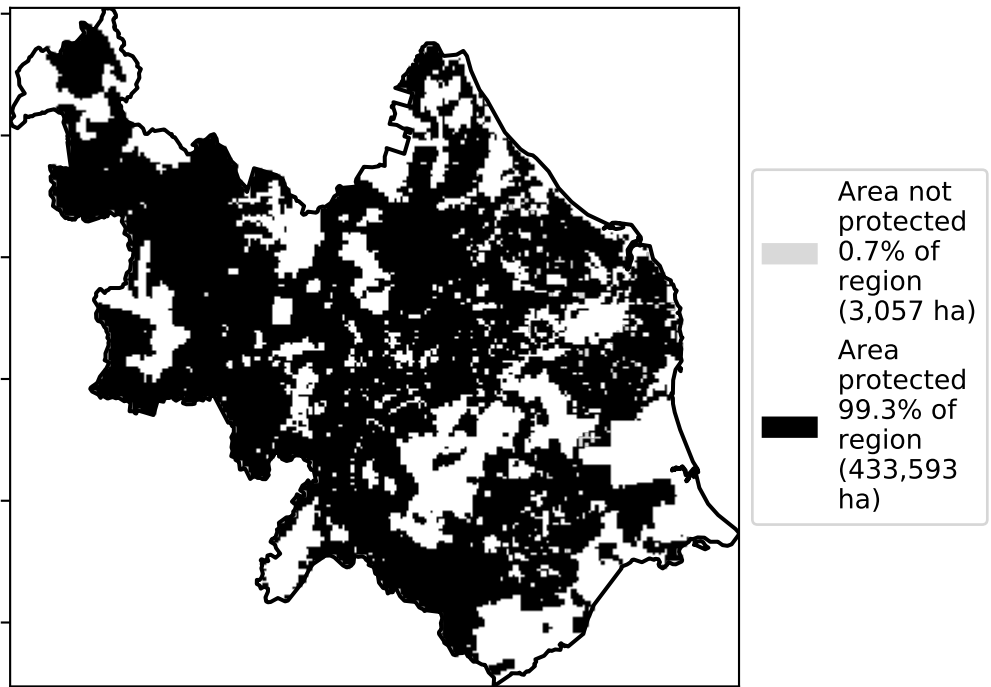 Area not
protected
0.7% of
region
(3,057 ha)
Area
protected
99.3% of
region
(433,593
ha)